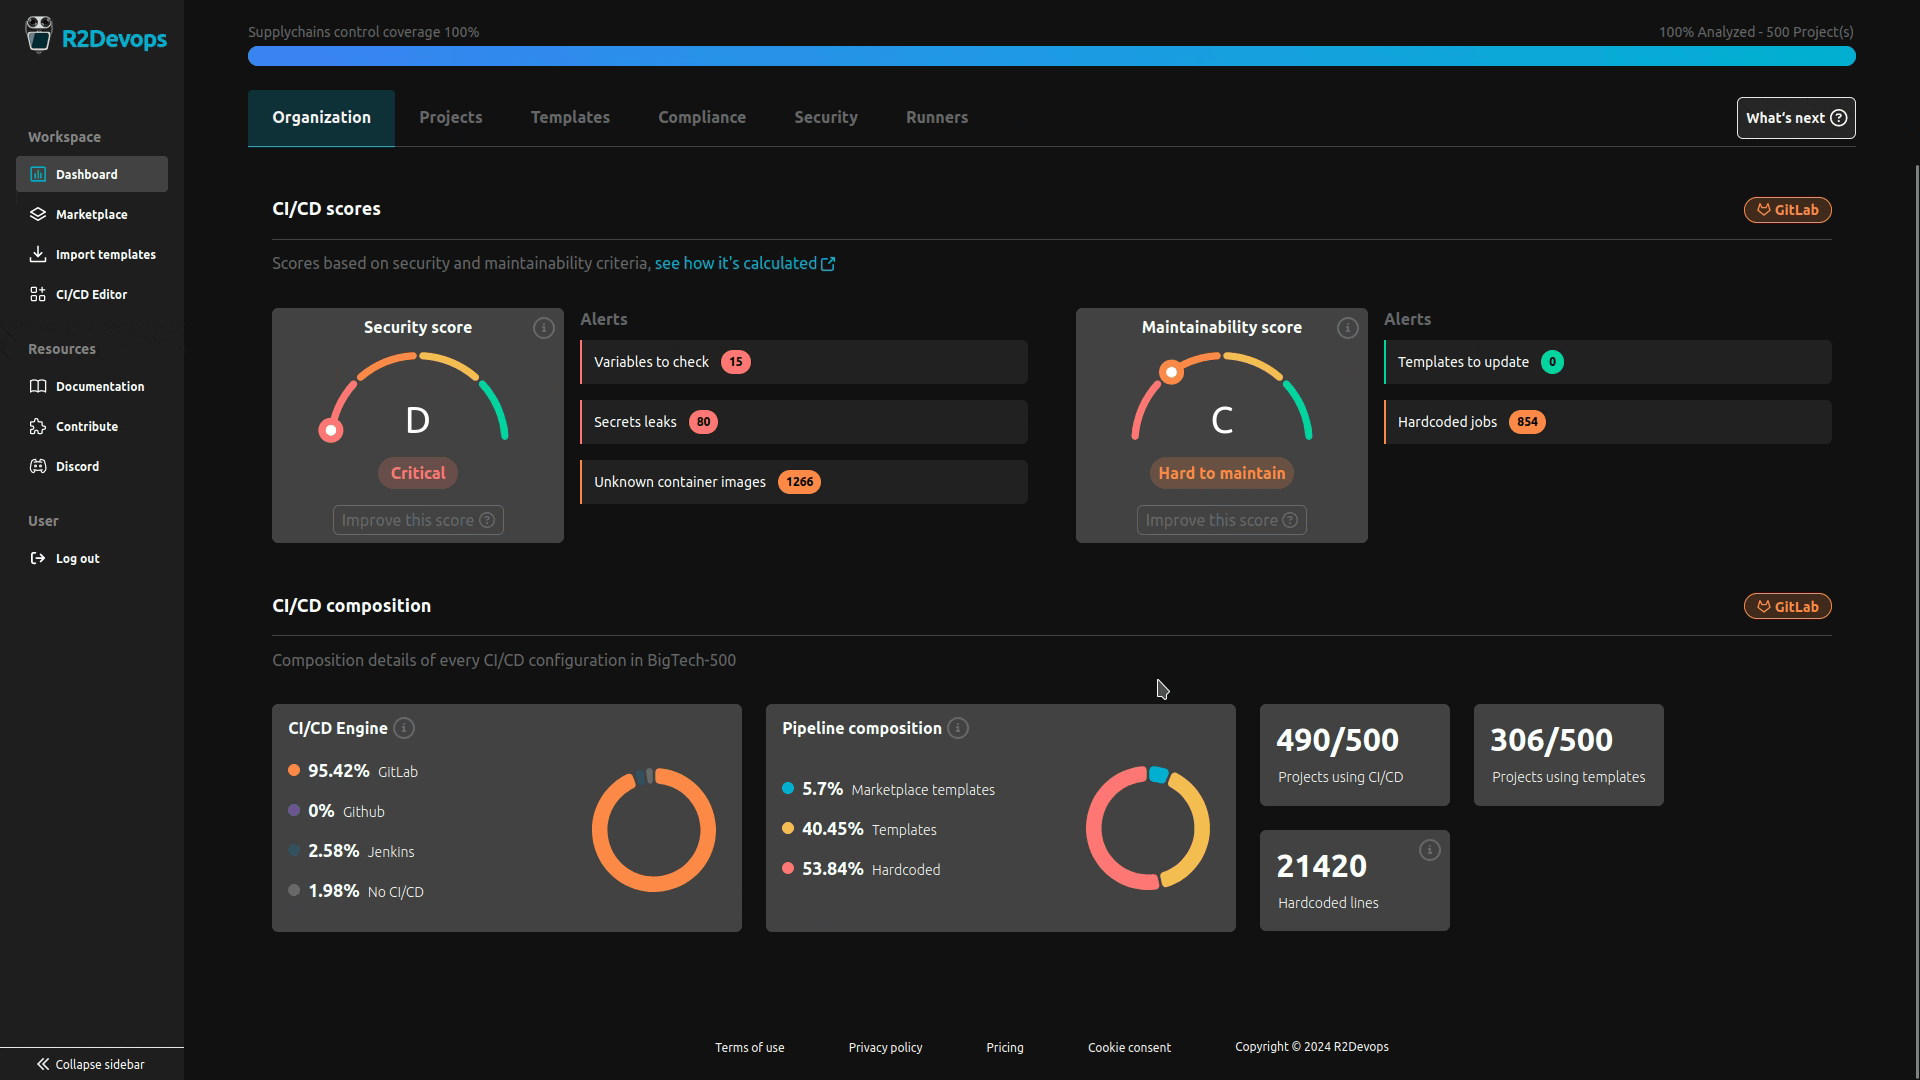 R2Devops
Workspace
Dashboard
Marketplace
Import templates
CI/CD Editor
Resources
Documentation
Contribute
Discord
User
Log out
Collapse sidebar
Supplychains control coverage 100%
100% Analyzed - 500 Project(s)
Organization
Projects
Templates
Compliance
Security
Runners
What's next ?
CI/CD scores
GitLab
Scores based on security and maintainability criteria, see how it's calculated
Security score
D
Critical
Improve this score ?
Alerts
Variables to check 15
Secrets leaks 80
Unknown container images 1266
Maintainability score
C
Hard to maintain
Improve this score ?
Alerts
Templates to update 0
Hardcoded jobs 854
CI/CD composition
GitLab
Composition details of every CI/CD configuration in BigTech-500
CI/CD Engine
95.42% GitLab
0% Github
2.58% Jenkins
1.98% No CI/CD
Pipeline composition
5.7% Marketplace templates
40.45% Templates
53.84% Hardcoded
490/500
Projects using CI/CD
306/500
Projects using templates
21420
Hardcoded lines
Terms of use
Privacy policy
Pricing
Cookie consent
Copyright © 2024 R2Devops